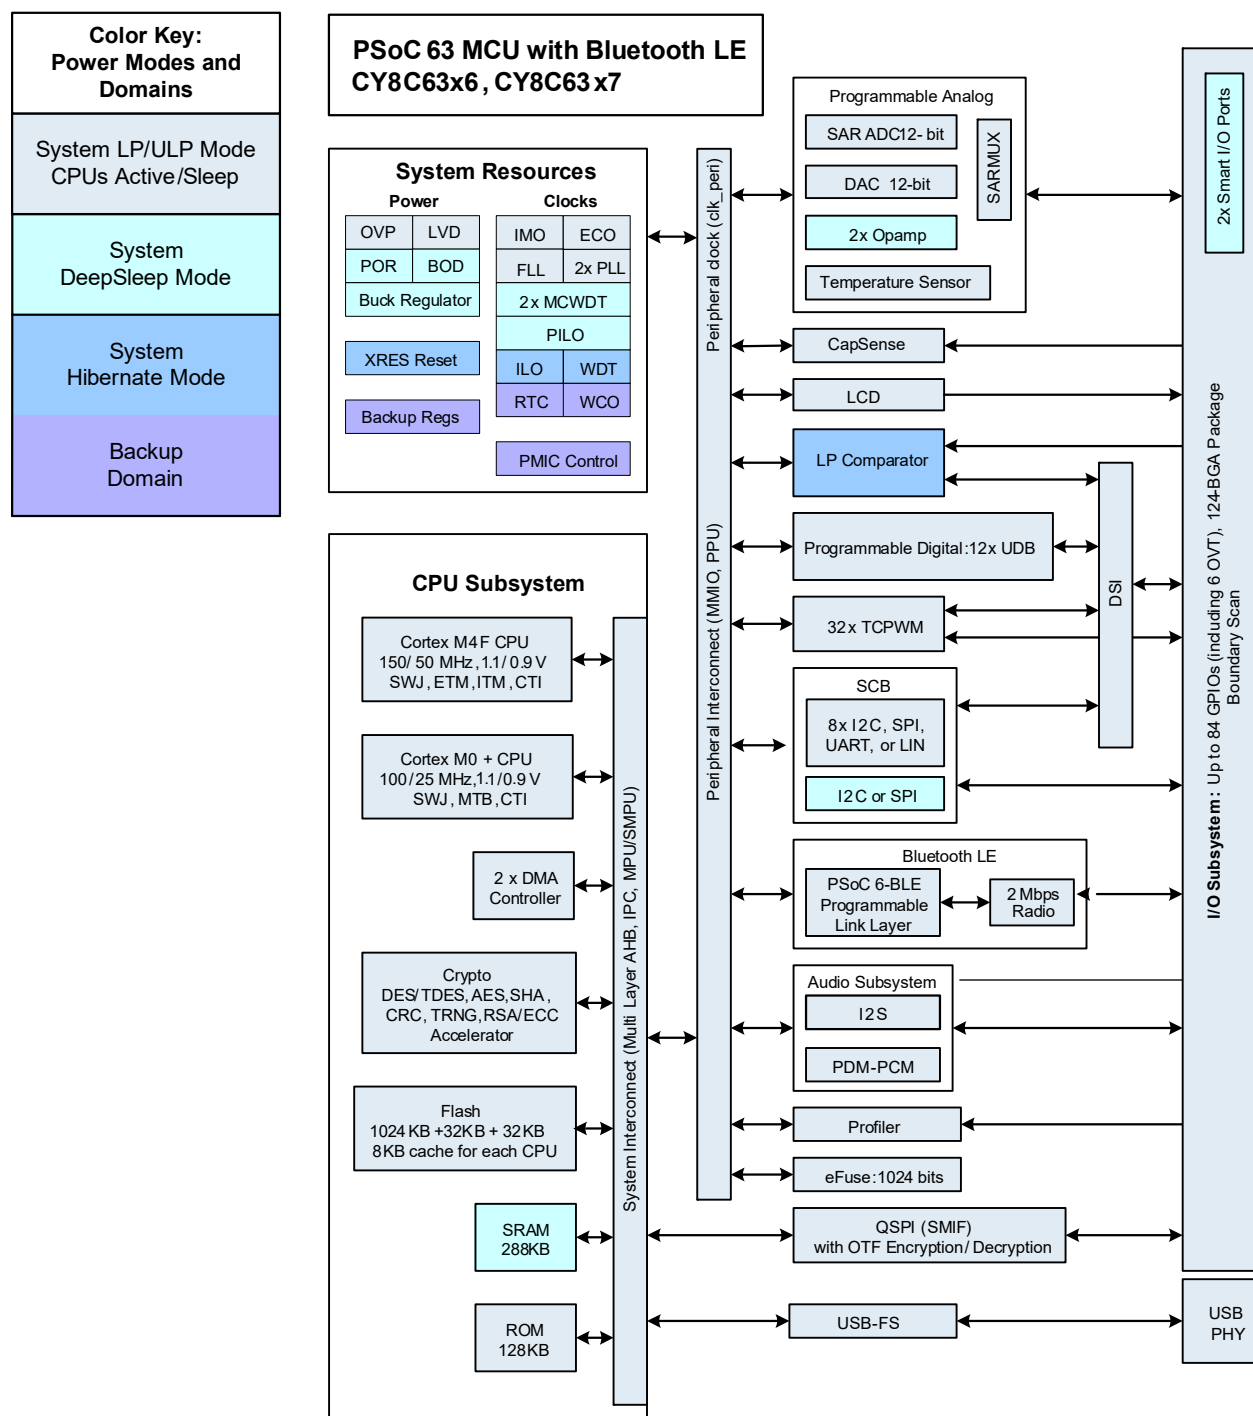 Color Key:
Power Modes and
Domains
System LP/ULP Mode
CPUs Active/Sleep
System
DeepSleep Mode
System
Hibernate Mode
Backup
Domain
PSoC 63 MCU with Bluetooth LE
CY8C63x6, CY8C63x7
System Resources
Power
Clocks
OVP
LVD
POR
BOD
Buck Regulator
XRES Reset
Backup Regs
IMO
ECO
FLL
2x PLL
2x MCWDT
PILO
ILO
WDT
RTC
WCO
PMIC Control
CPU Subsystem
Cortex M4F CPU
150/50 MHz, 1.1/0.9 V
SWJ, ETM, ITM, CTI
Cortex M0 + CPU
100/25 MHz, 1.1/0.9 V
SWJ, MTB, CTI
2 x DMA
Controller
Crypto
DES/TDES, AES, SHA,
CRC, TRNG, RSA/ECC
Accelerator
Flash
1024 KB +32KB + 32KB
8KB cache for each CPU
SRAM
288KB
ROM
128KB
System Interconnect (Multi Layer AHB, IPC, MPU/SMPU)
Peripheral clock (clk_peri)
Peripheral Interconnect (MMIO, PPU)
Programmable Analog
SAR ADC12- bit
DAC 12-bit
2x Opamp
Temperature Sensor
SARMUX
CapSense
LCD
LP Comparator
Programmable Digital:12x UDB
32x TCPWM
DSI
SCB
8x I2C, SPI,
UART, or LIN
I2C or SPI
Bluetooth LE
PSoC 6-BLE
Programmable
Link Layer
2 Mbps
Radio
Audio Subsystem
I2S
PDM-PCM
Profiler
eFuse:1024 bits
QSPI (SMIF)
with OTF Encryption/Decryption
USB-FS
2x Smart I/O Ports
I/O Subsystem: Up to 84 GPIOs (including 6 OVT), 124-BGA Package
Boundary Scan
USB
PHY